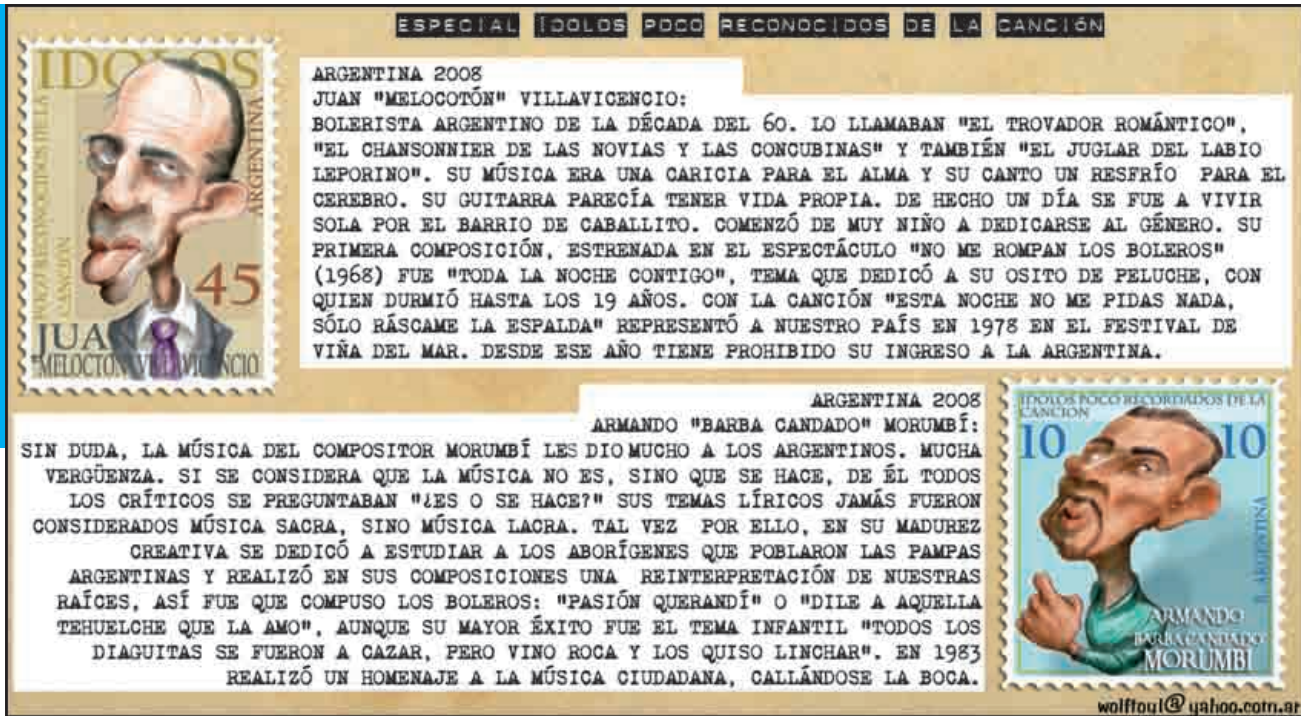 ESPECIAL ÍDOLOS POCO RECONOCIDOS DE LA CANCIÓN
IDOLOS
POCO RECONOCIDOS DE LA
CANCIÓN
ARGENTINA
45
JUAN
"MELOCTÓN" VILLAVICENCIO
ARGENTINA 2008
JUAN "MELOCOTÓN" VILLAVICENCIO:
BOLERISTA ARGENTINO DE LA DÉCADA DEL 60. LO LLAMABAN "EL TROVADOR ROMÁNTICO",
"EL CHANSONNIER DE LAS NOVIAS Y LAS CONCUBINAS" Y TAMBIÉN "EL JUGLAR DEL LABIO
LEPORINO". SU MÚSICA ERA UNA CARICIA PARA EL ALMA Y SU CANTO UN RESFRÍO PARA EL
CEREBRO. SU GUITARRA PARECÍA TENER VIDA PROPIA. DE HECHO UN DÍA SE FUE A VIVIR
SOLA POR EL BARRIO DE CABALLITO. COMENZÓ DE MUY NIÑO A DEDICARSE AL GÉNERO. SU
PRIMERA COMPOSICIÓN, ESTRENADA EN EL ESPECTÁCULO "NO ME ROMPAN LOS BOLEROS"
(1968) FUE "TODA LA NOCHE CONTIGO", TEMA QUE DEDICÓ A SU OSITO DE PELUCHE, CON
QUIEN DURMIÓ HASTA LOS 19 AÑOS. CON LA CANCIÓN "ESTA NOCHE NO ME PIDAS NADA,
SÓLO RÁSCAME LA ESPALDA" REPRESENTÓ A NUESTRO PAÍS EN 1978 EN EL FESTIVAL DE
VIÑA DEL MAR. DESDE ESE AÑO TIENE PROHIBIDO SU INGRESO A LA ARGENTINA.
ARGENTINA 2008
ARMANDO "BARBA CANDADO" MORUMBÍ:
SIN DUDA, LA MÚSICA DEL COMPOSITOR MORUMBÍ LES DIO MUCHO A LOS ARGENTINOS. MUCHA
VERGÜENZA. SI SE CONSIDERA QUE LA MÚSICA NO ES, SINO QUE SE HACE, DE ÉL TODOS
LOS CRÍTICOS SE PREGUNTABAN "¿ES O SE HACE?" SUS TEMAS LÍRICOS JAMÁS FUERON
CONSIDERADOS MÚSICA SACRA, SINO MÚSICA LACRA. TAL VEZ POR ELLO, EN SU MADUREZ
CREATIVA SE DEDICÓ A ESTUDIAR A LOS ABORÍGENES QUE POBLARON LAS PAMPAS
ARGENTINAS Y REALIZÓ EN SUS COMPOSICIONES UNA REINTERPRETACIÓN DE NUESTRAS
RAÍCES, ASÍ FUE QUE COMPUSO LOS BOLEROS: "PASIÓN QUERANDÍ" O "DILE A AQUELLA
TEHUELCHE QUE LA AMO", AUNQUE SU MAYOR ÉXITO FUE EL TEMA INFANTIL "TODOS LOS
DIAGUITAS SE FUERON A CAZAR, PERO VINO ROCA Y LOS QUISO LINCHAR". EN 1983
REALIZÓ UN HOMENAJE A LA MÚSICA CIUDADANA, CALLÁNDOSE LA BOCA.
IDOLOS POCO RECORDADOS DE LA
CANCION
10 10
ARGENTINA
ARMANDO
BARBA CANDADO
MORUMBÍ
wolftoul@yahoo.com.ar